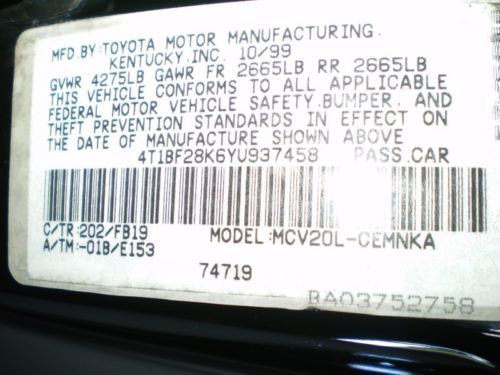 MFD.BY:TOYOTA MOTOR MANUFACTURING.
KENTUCKY.INC. 10/99
GVWR 4275LB GAWR FR 2665LB RR 2665LB
THIS VEHICLE CONFORMS TO ALL APPLICABLE
FEDERAL MOTOR VEHICLE SAFETY.BUMPER. AND
THEFT PREVENTION STANDARDS IN EFFECT ON
THE DATE OF MANUFACTURE SHOWN ABOVE
4T1BF28K6YU937458 PASS.CAR
C/TR:202/FB19 MODEL:MCV20L-CEMNKA
A/TM:-01B/E153
74719
BA03752758